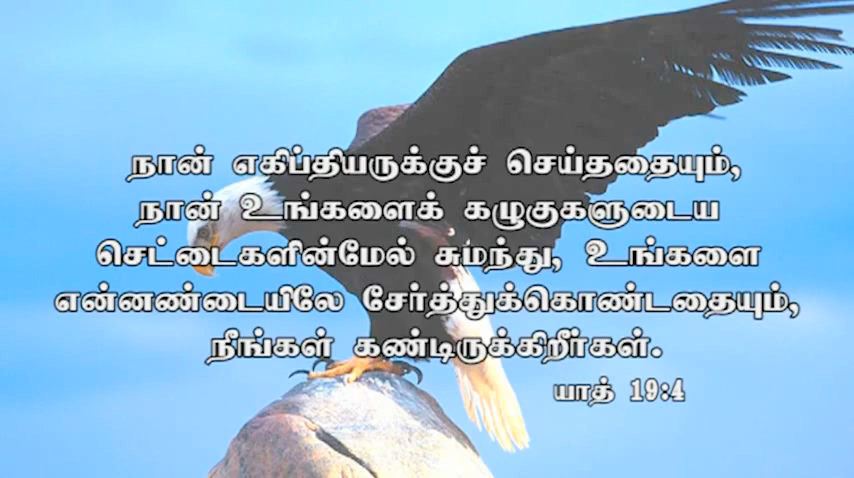 நான் எகிப்தியருக்குச் செய்ததையும்,
நான் உங்களைக் கழுகுகளுடைய
செட்டைகளின்மேல் சுமந்து, உங்களை
என்னண்டையிலே சேர்த்துக்கொண்டதையும்,
நீங்கள் கண்டிருக்கிறீர்கள்.
யாத் 19:4